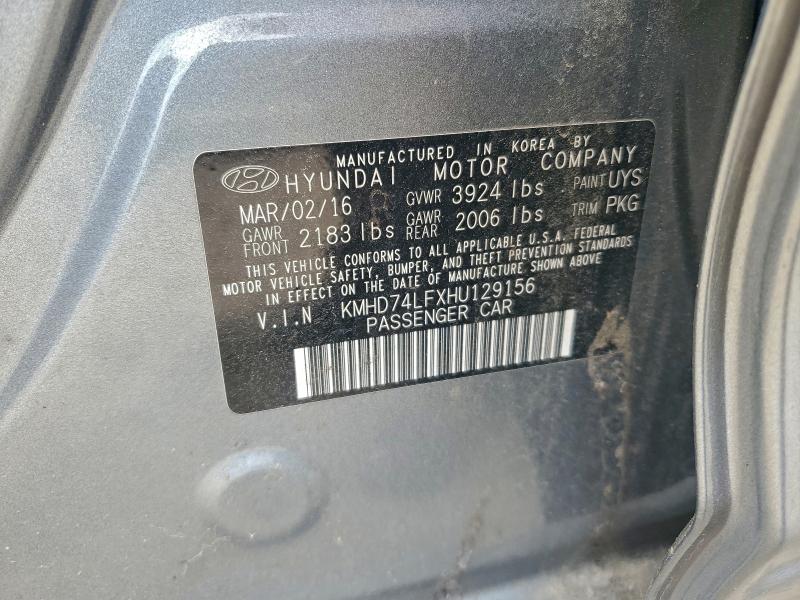 MANUFACTURED IN KOREA BY
HYUNDAI MOTOR COMPANY
MAR/02/16 GVWR 3924 lbs PAINT UYS
GAWR FRONT 2183 lbs GAWR REAR 2006 lbs TRIM PKG
THIS VEHICLE CONFORMS TO ALL APPLICABLE U.S.A. FEDERAL
MOTOR VEHICLE SAFETY, BUMPER, AND THEFT PREVENTION STANDARDS
IN EFFECT ON THE DATE OF MANUFACTURE SHOWN ABOVE
V.I.N KMHD74LFXHU129156
PASSENGER CAR